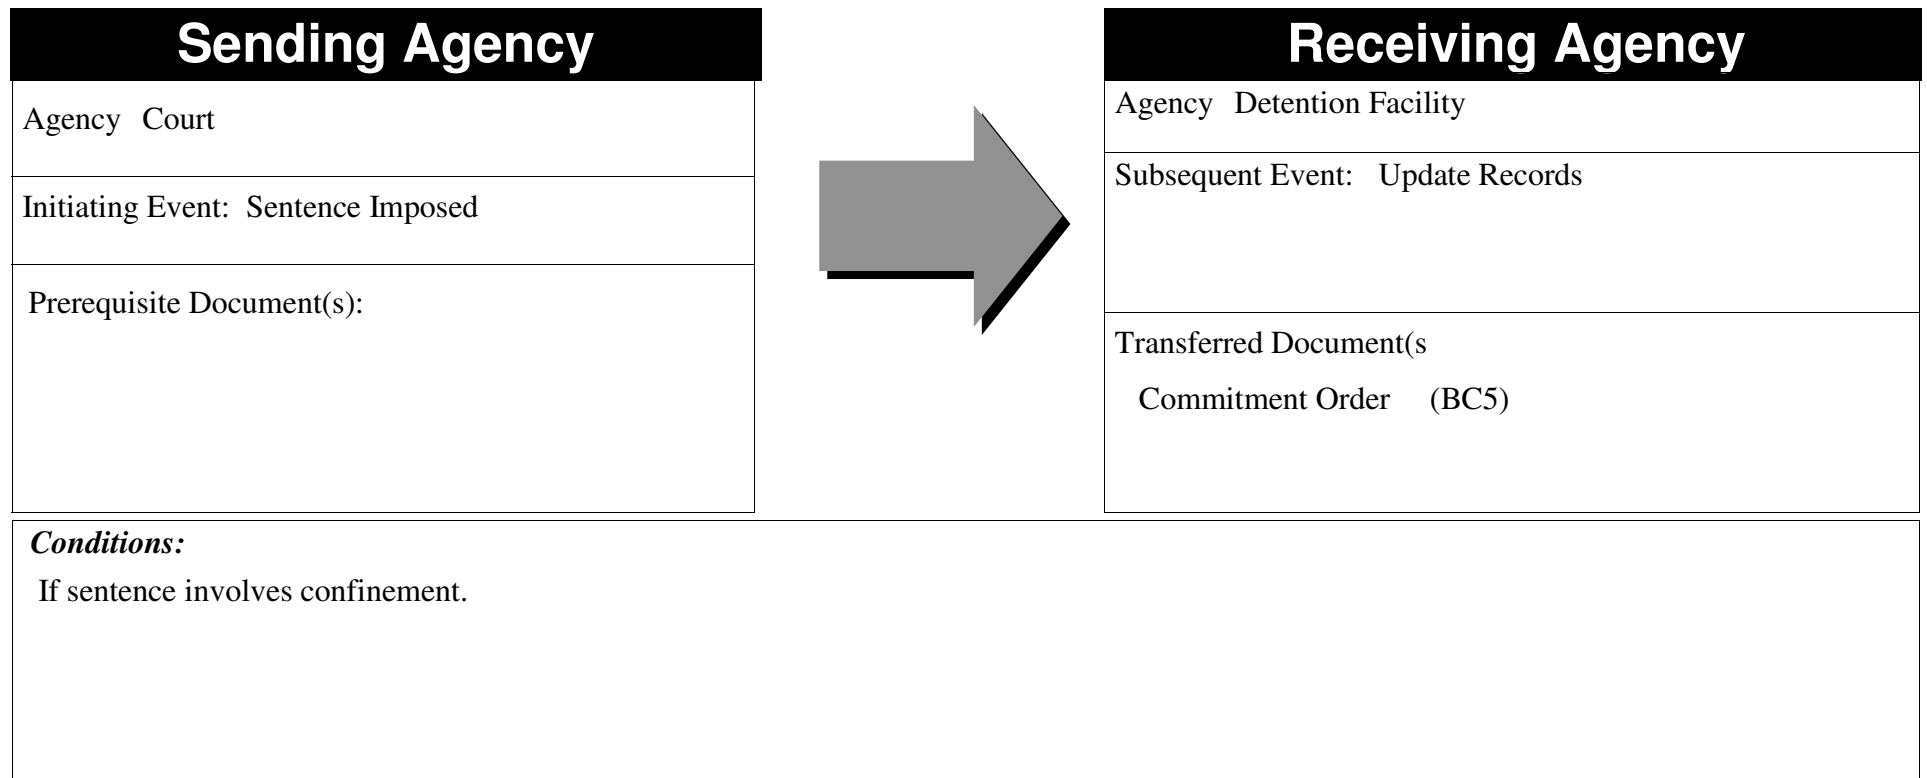 Sending Agency
Agency Court
Initiating Event: Sentence Imposed
Prerequisite Document(s):
Receiving Agency
Agency Detention Facility
Subsequent Event: Update Records
Transferred Document(s
Commitment Order (BC5)
Conditions:
If sentence involves confinement.